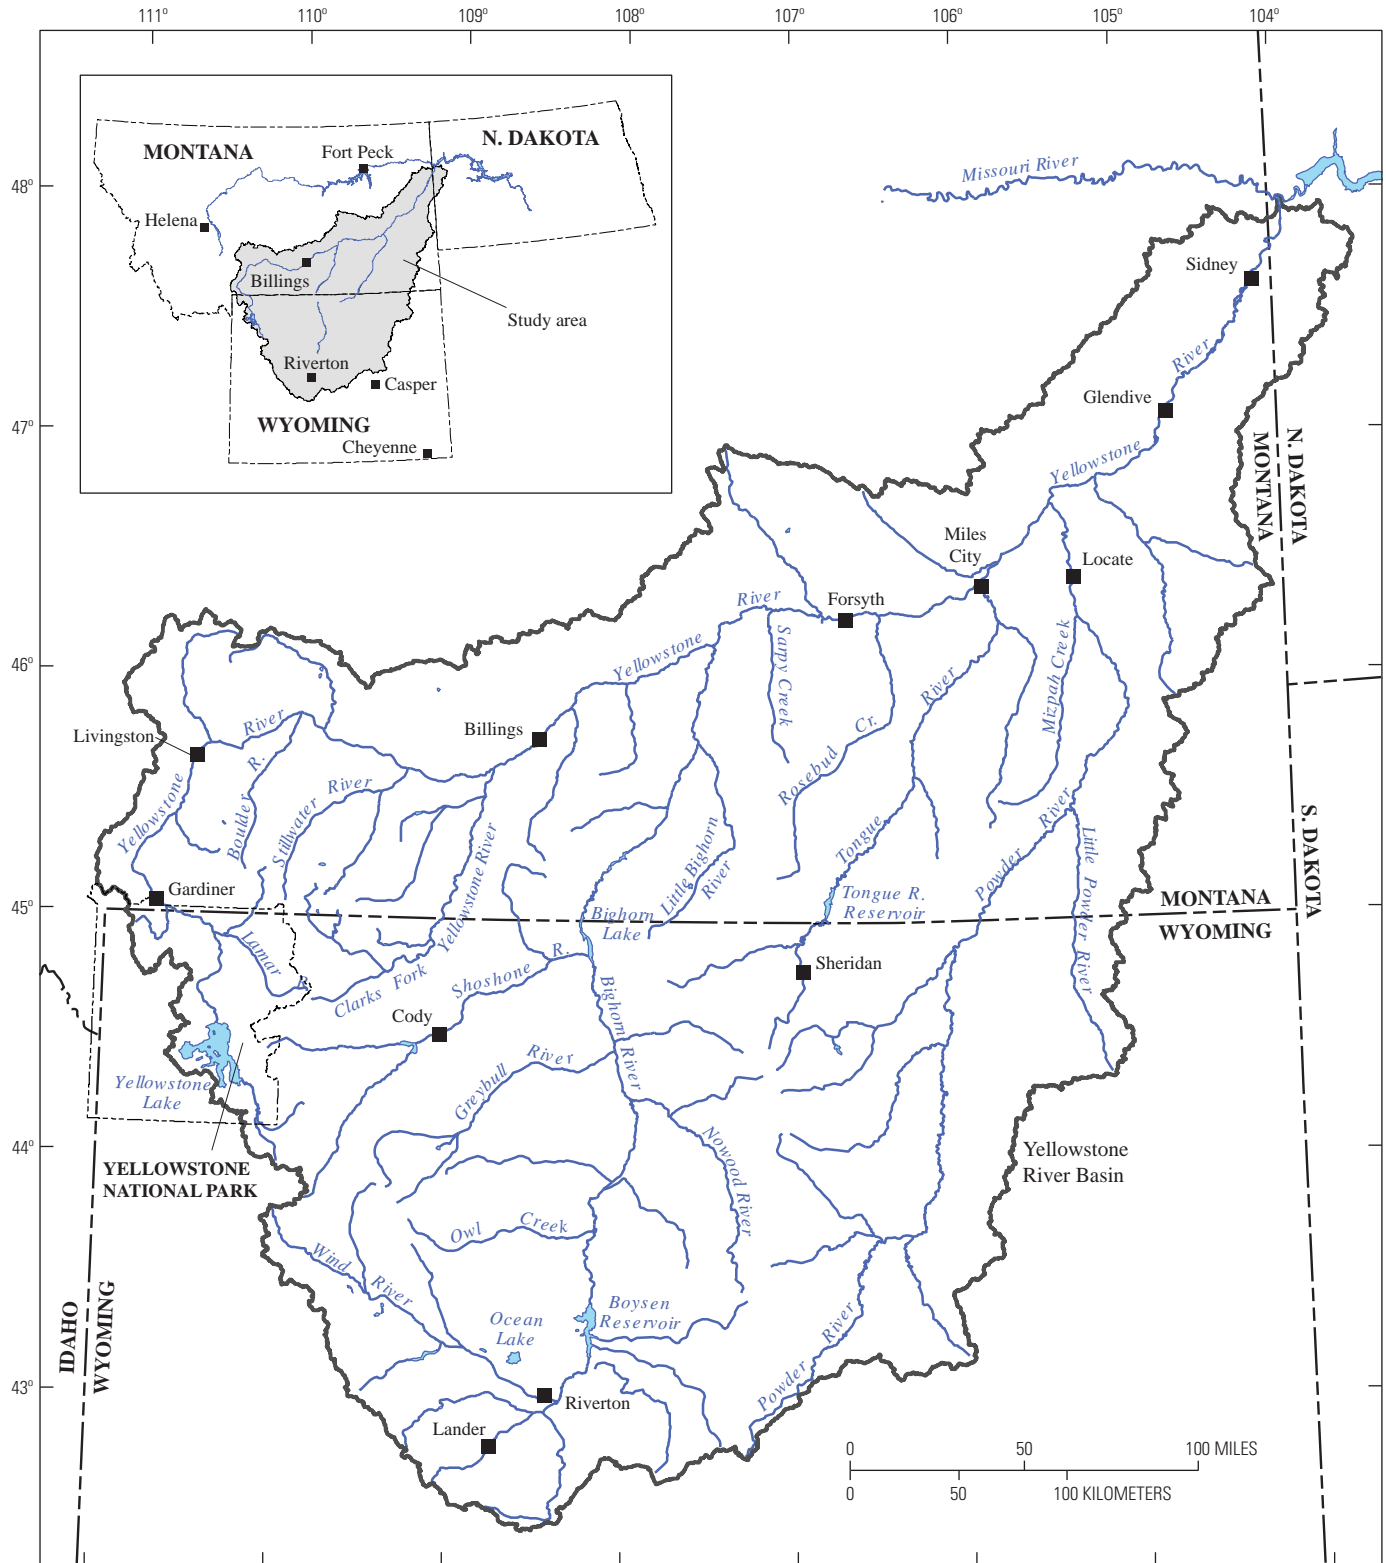 111° 110° 109° 108° 107° 106° 105° 104°
48°
47°
46°
45°
44°
43°
MONTANA
N. DAKOTA
Fort Peck
Helena
Billings
Study area
Riverton
Casper
WYOMING
Cheyenne
Missouri River
Sidney
River
Glendive
Yellowstone
N. DAKOTA
MONTANA
Miles
City
Locate
Forsyth
River
Yellowstone
Sarpy Creek
Rosebud Cr.
River
Mizpah Creek
Livingston
River
Billings
Boulder R.
Stillwater River
Yellowstone
Little Bighorn
River
Tongue
Powder River
Little Powder River
S. DAKOTA
Gardiner
Yellowstone River
Bighorn
Lake
Tongue R.
Reservoir
MONTANA
WYOMING
Lamar
Clarks Fork
Shoshone R.
Sheridan
Cody
Bighorn River
Greybull River
Yellowstone
Lake
Nowood River
Yellowstone
River Basin
YELLOWSTONE
NATIONAL PARK
Owl Creek
Wind River
Boysen
Reservoir
Ocean
Lake
IDAHO
WYOMING
Powder River
Riverton
Lander
0 50 100 MILES
0 50 100 KILOMETERS